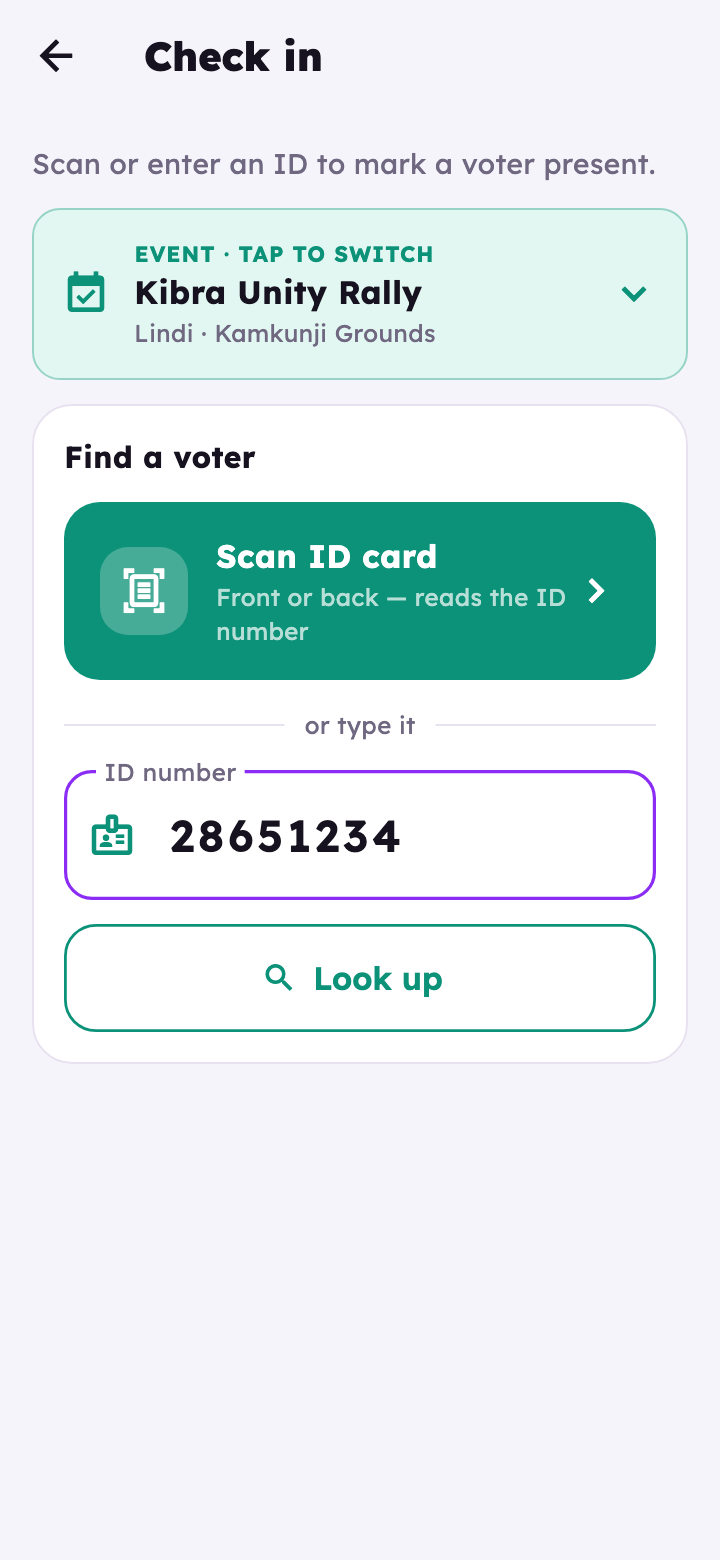 Check in
Scan or enter an ID to mark a voter present.
EVENT · TAP TO SWITCH
Kibra Unity Rally
Lindi · Kamkunji Grounds
Find a voter
Scan ID card
Front or back — reads the ID
number
or type it
ID number
28651234
Look up